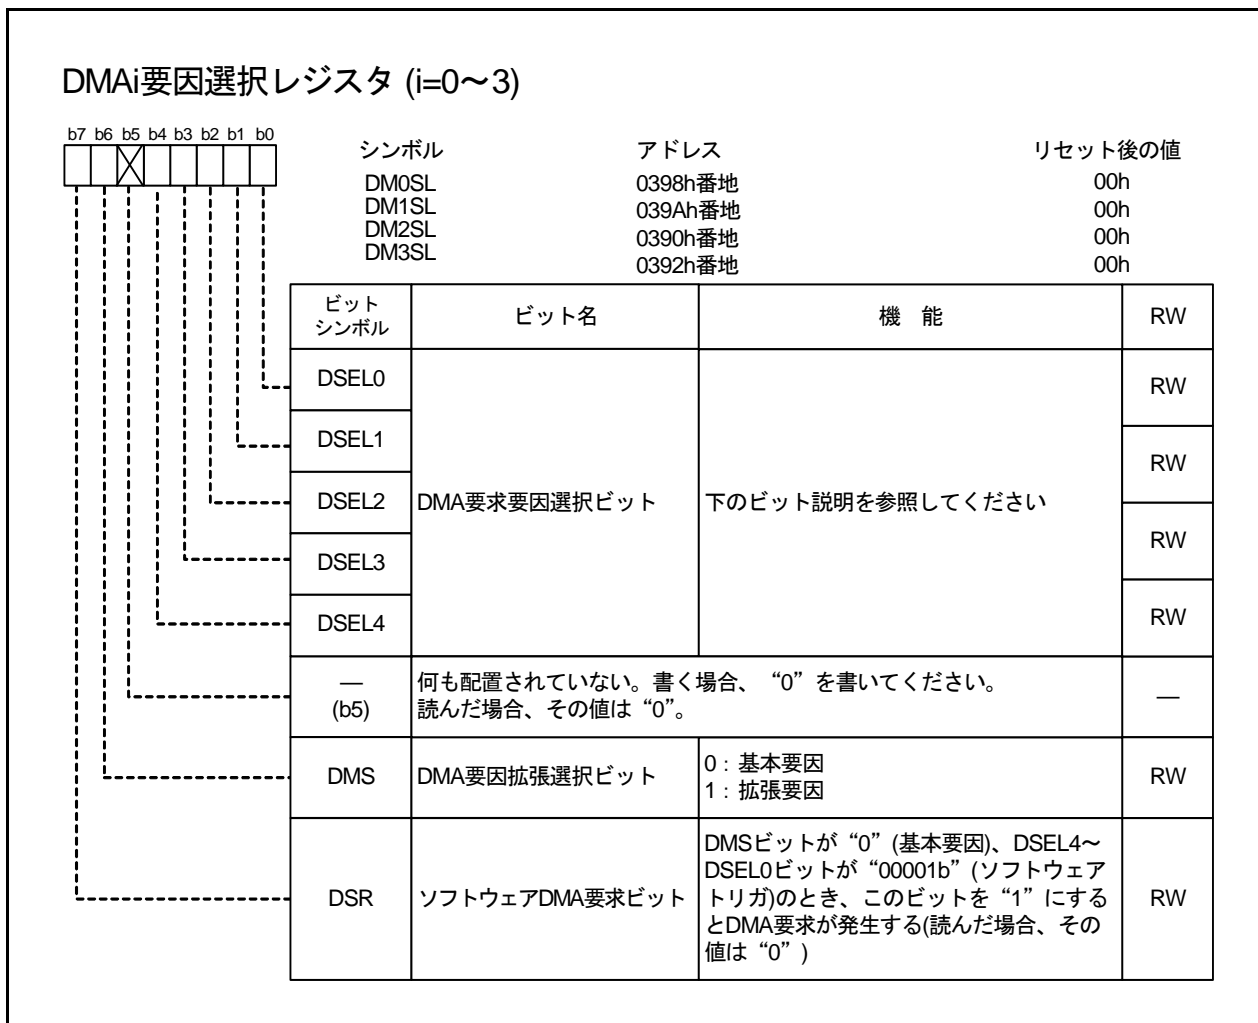 DMAi要因選択レジスタ (i=0～3)
b7 b6 b5 b4 b3 b2 b1 b0
シンボル アドレス リセット後の値
DM0SL 0398h番地 00h
DM1SL 039Ah番地 00h
DM2SL 0390h番地 00h
DM3SL 0392h番地 00h
ビット
シンボル
ビット名
機 能
RW
DSEL0
DSEL1
DSEL2
DSEL3
DSEL4
DMA要求要因選択ビット
下のビット説明を参照してください
RW
RW
RW
RW
—
(b5)
何も配置されていない。書く場合、“0”を書いてください。
読んだ場合、その値は“0”。
—
DMS
DMA要因拡張選択ビット
0：基本要因
1：拡張要因
RW
DSR
ソフトウェアDMA要求ビット
DMSビットが“0”(基本要因)、DSEL4～
DSEL0ビットが“00001b”(ソフトウェア
トリガ)のとき、このビットを“1”にする
とDMA要求が発生する(読んだ場合、その
値は“0”)
RW